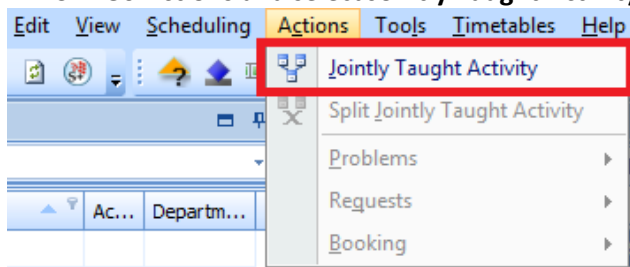 Edit View Scheduling Actions Tools Timetables Help
Jointly Taught Activity
Split Jointly Taught Activity
Problems
Requests
Booking
Ac... Departm...